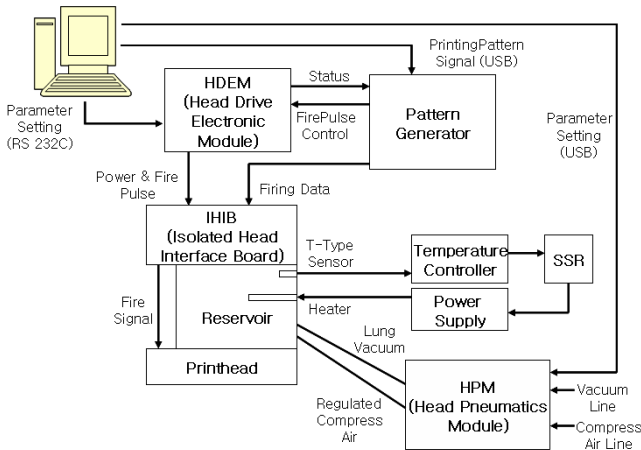 PrintingPattern
Signal (USB)
HDEM
(Head Drive
Electronic
Module)
Status
FirePulse
Control
Pattern
Generator
Parameter
Setting
(RS 232C)
Parameter
Setting
(USB)
Power & Fire
Pulse
Firing Data
IHIB
(Isolated Head
Interface Board)
T-Type
Sensor
Temperature
Controller
SSR
Fire
Signal
Reservoir
Heater
Power
Supply
Lung
Vacuum
Printhead
Regulated
Compress
Air
HPM
(Head Pneumatics
Module)
Vacuum
Line
Compress
Air Line